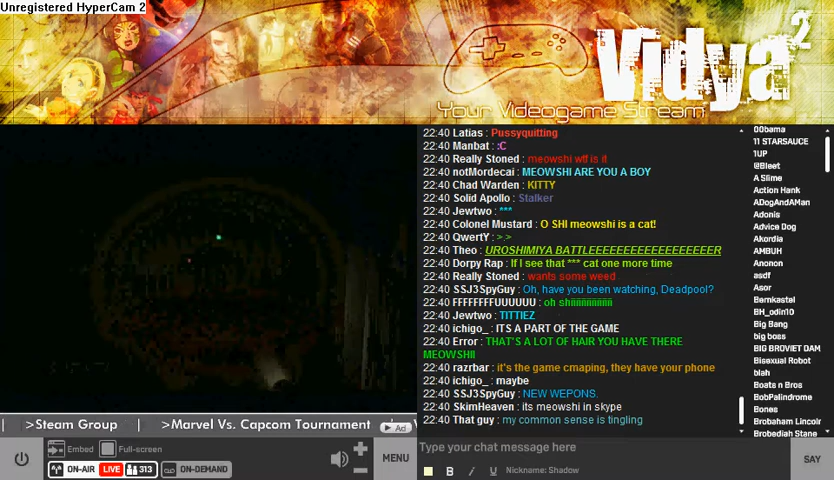 Unregistered HyperCam 2
Vidya²
Your Videogame Stream
22:40 Latias : Pussyquitting
22:40 Manbat : :C
22:40 Really Stoned : meowshi wtf is it
22:40 notMordecai : MEOWSHI ARE YOU A BOY
22:40 Chad Warden : KITTY
22:40 Solid Apollo : Stalker
22:40 Jewtwo : ***
22:40 Colonel Mustard : O SHI meowshi is a cat!
22:40 QwertY : >.>
22:40 Theo : UROSHIMIYA BATTLEEEEEEEEEEEEEEEEEEER
22:40 Dorpy Rap : If I see that *** cat one more time
22:40 Really Stoned : wants some weed
22:40 SSJ3SpyGuy : Oh, have you been watching, Deadpool?
22:40 FFFFFFFUUUUUU : oh shiiiiiiiiiiiiiii
22:40 Jewtwo : TITTIEZ
22:40 ichigo_ : ITS A PART OF THE GAME
22:40 Error : THAT'S A LOT OF HAIR YOU HAVE THERE
MEOWSHII
22:40 razrbar : it's the game cmaping, they have your phone
22:40 ichigo_ : maybe
22:40 SSJ3SpyGuy : NEW WEPONS.
22:40 SkimHeaven : its meowshi in skype
22:40 That guy : my common sense is tingling
00bama
11 STARSAUCE
1UP
@Bleet
A Slime
Action Hank
ADogAndAMan
Adonis
Advice Dog
Akordia
AMBUH
Anonon
asdf
Asor
Bernkastel
BH_odin10
Big Bang
big boss
BIG BROVIET DAM
Bisexual Robot
blah
Boats n Bros
BobPalindrome
Bones
Brobaham Lincoln
Brobediah Stane
>Steam Group
>Marvel Vs. Capcom Tournament
Ad
Embed
Full-screen
ON-AIR LIVE 313
ON-DEMAND
MENU
Type your chat message here
B I U Nickname: Shadow
SAY